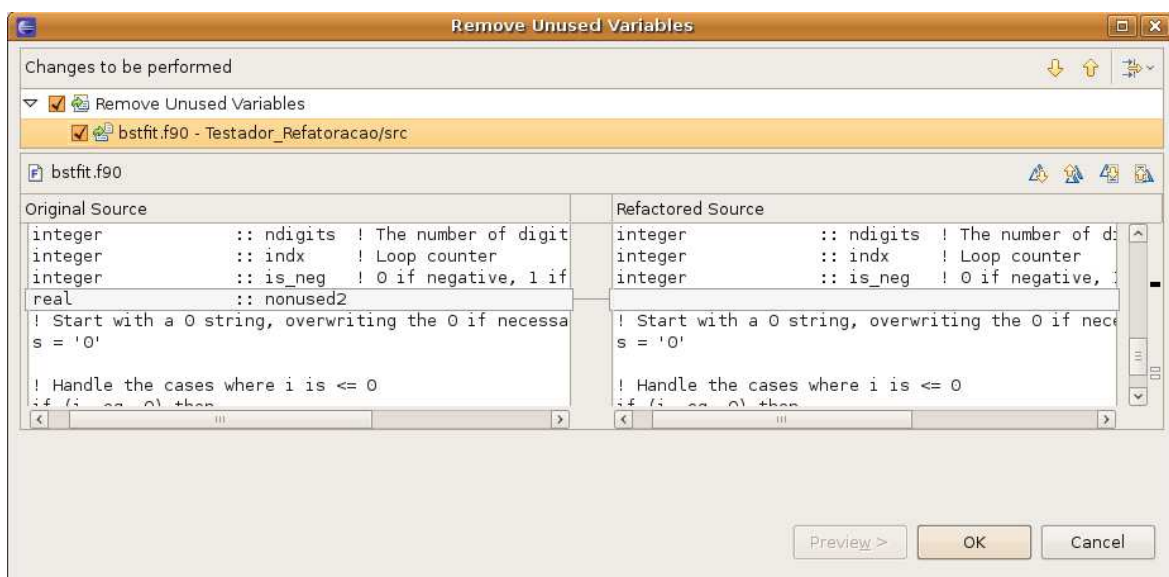 Remove Unused Variables
Changes to be performed
Remove Unused Variables
bstfit.f90 - Testador_Refatoracao/src
bstfit.f90
Original Source
integer :: ndigits ! The number of digit
integer :: indx ! Loop counter
integer :: is_neg ! 0 if negative, 1 if
real :: nonused2
! Start with a 0 string, overwriting the 0 if necessa
s = '0'
! Handle the cases where i is <= 0
Refactored Source
integer :: ndigits ! The number of
integer :: indx ! Loop counter
integer :: is_neg ! 0 if negative,
! Start with a 0 string, overwriting the 0 if nece
s = '0'
! Handle the cases where i is <= 0
Preview >
OK
Cancel